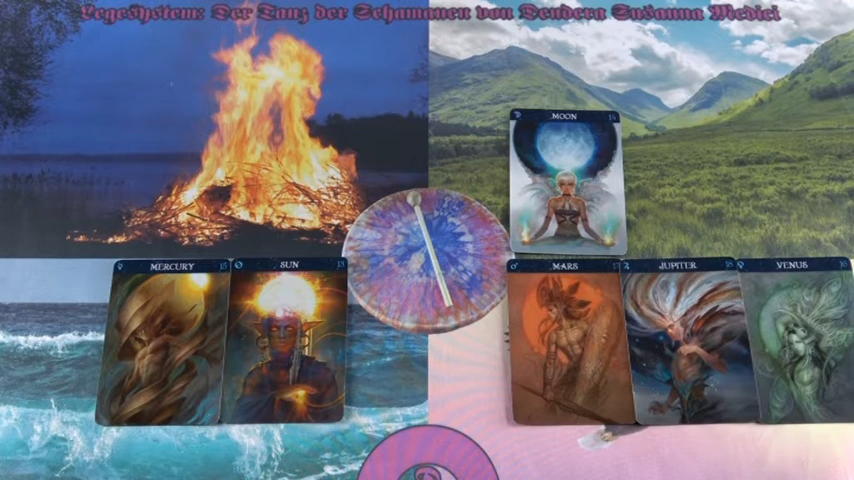 Legesystem: Der Tanz der Schamanen von Dendera Susanna Medici
MOON
MERCURY
SUN
MARS
JUPITER
VENUS